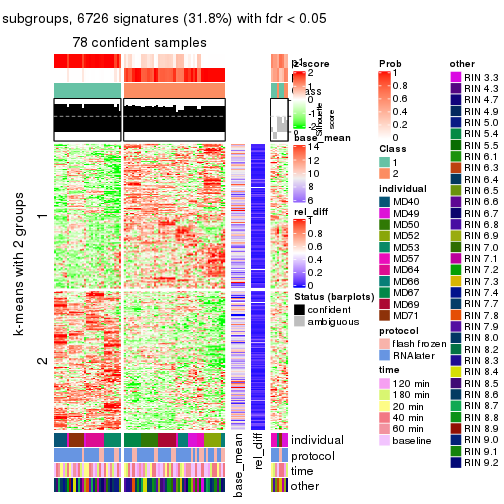 subgroups, 6726 signatures (31.8%) with fdr < 0.05
78 confident samples
k-means with 2 groups
1
2
p1
Class
Silhouette
score
z-score
2
1
0
-1
-2
base_mean
14
12
10
8
6
rel_diff
1
0.8
0.6
0.4
0.2
0
Status (barplots)
confident
ambiguous
individual
protocol
time
other
base_mean
rel_diff
Prob
1
0.8
0.6
0.4
0.2
0
Class
1
2
individual
MD40
MD49
MD50
MD52
MD53
MD57
MD64
MD66
MD67
MD69
MD71
protocol
flash frozen
RNAlater
time
120 min
180 min
20 min
40 min
60 min
baseline
other
RIN 3.3
RIN 4.3
RIN 4.7
RIN 4.9
RIN 5.0
RIN 5.4
RIN 5.5
RIN 6.1
RIN 6.3
RIN 6.4
RIN 6.5
RIN 6.6
RIN 6.7
RIN 6.8
RIN 6.9
RIN 7.0
RIN 7.1
RIN 7.2
RIN 7.3
RIN 7.4
RIN 7.7
RIN 7.8
RIN 7.9
RIN 8.0
RIN 8.2
RIN 8.3
RIN 8.4
RIN 8.5
RIN 8.6
RIN 8.7
RIN 8.8
RIN 8.9
RIN 9.0
RIN 9.1
RIN 9.2